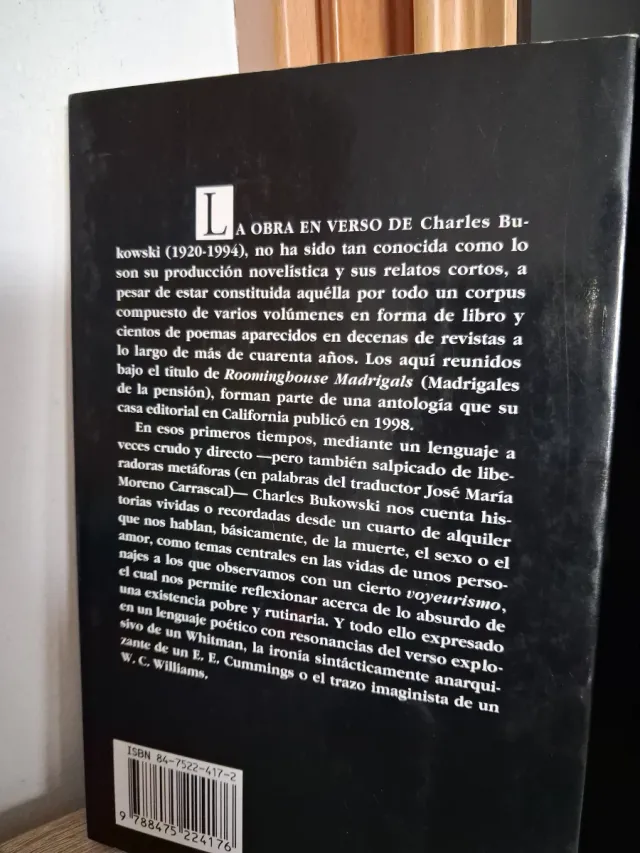 LA OBRA EN VERSO DE Charles Bu-
kowski (1920-1994), no ha sido tan conocida como lo
son su producción novelística y sus relatos cortos, a
pesar de estar constituida aquélla por todo un corpus
compuesto de varios volúmenes en forma de libro y
cientos de poemas aparecidos en decenas de revistas a
lo largo de más de cuarenta años. Los aquí reunidos
bajo el título de Roominghouse Madrigals (Madrigales
de la pensión), forman parte de una antología que su
casa editorial en California publicó en 1998.
En esos primeros tiempos, mediante un lenguaje a
veces crudo y directo —pero también salpicado de libe-
radoras metáforas (en palabras del traductor José María
Moreno Carrascal)— Charles Bukowski nos cuenta his-
torias vividas o recordadas desde un cuarto de alquiler
que nos hablan, básicamente, de la muerte, el sexo o el
amor, como temas centrales en las vidas de unos perso-
najes a los que observamos con un cierto voyeurismo,
el cual nos permite reflexionar acerca de lo absurdo de
una existencia pobre y rutinaria. Y todo ello expresado
en un lenguaje poético con resonancias del verso explo-
sivo de un Whitman, la ironía sintácticamente anarqui-
zante de un E. E. Cummings o el trazo imaginista de un
W. C. Williams.
ISBN 84-7522-417-2
9 788475 224176